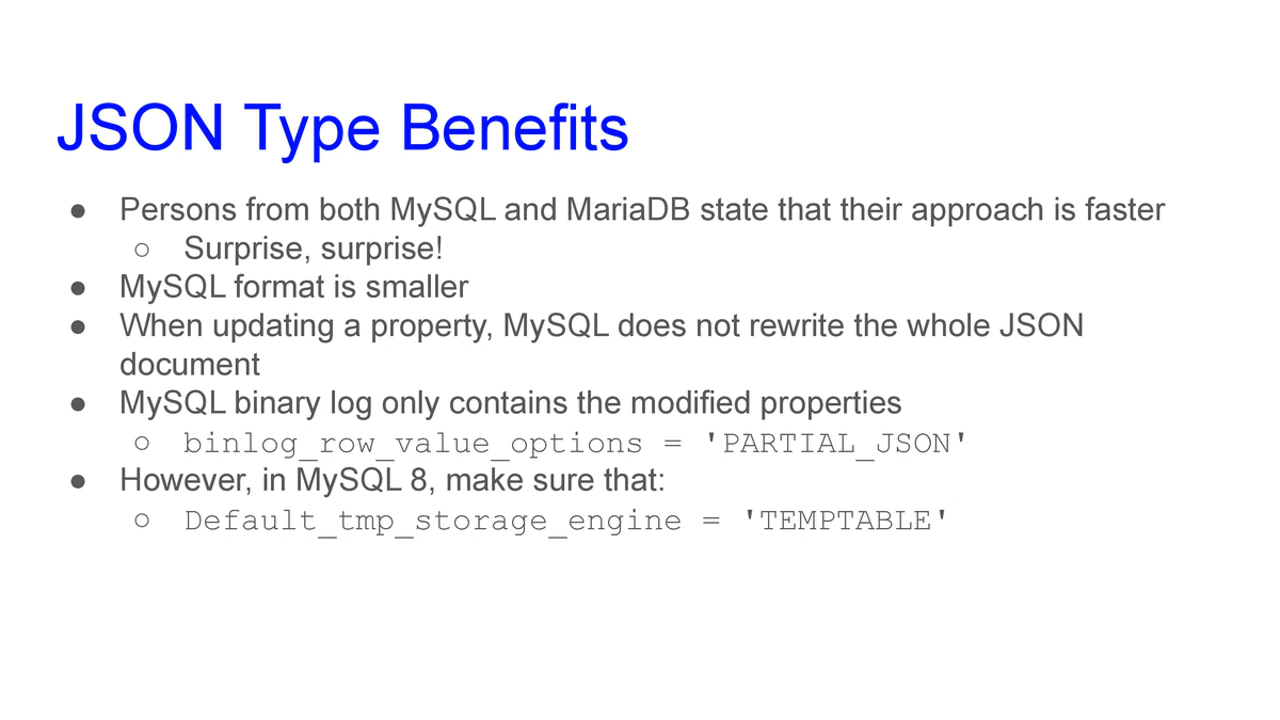 JSON Type Benefits
● Persons from both MySQL and MariaDB state that their approach is faster
○ Surprise, surprise!
● MySQL format is smaller
● When updating a property, MySQL does not rewrite the whole JSON
document
● MySQL binary log only contains the modified properties
○ binlog_row_value_options = 'PARTIAL_JSON'
● However, in MySQL 8, make sure that:
○ Default_tmp_storage_engine = 'TEMPTABLE'